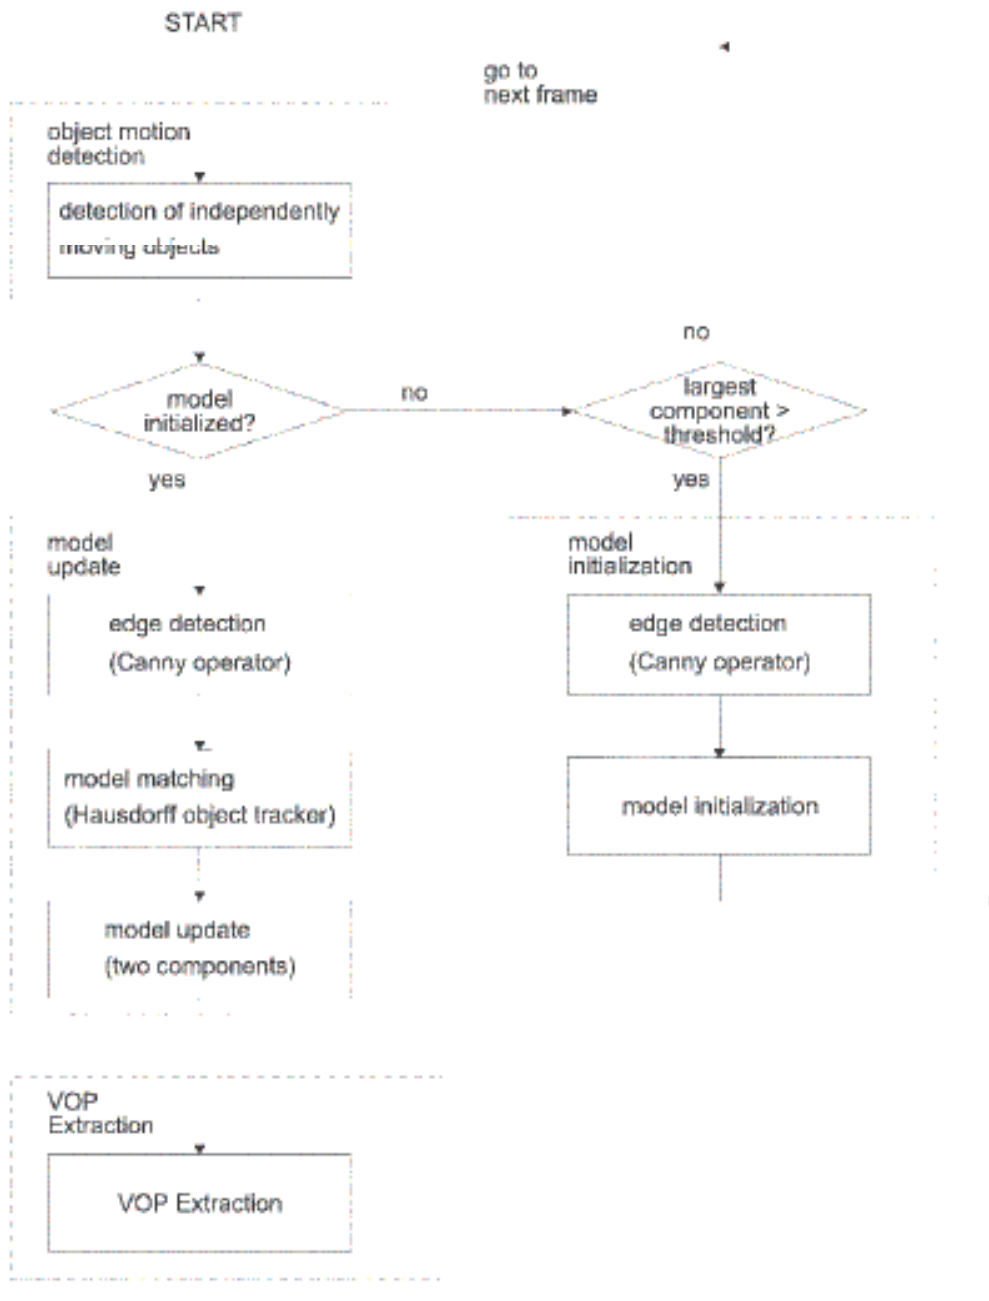 START
go to
next frame
object motion
detection
detection of independently
moving objects
no
model
initialized?
no
largest
component >
threshold?
yes
yes
model
update
model
initialization
edge detection
(Canny operator)
edge detection
(Canny operator)
model matching
(Hausdorff object tracker)
model initialization
model update
(two components)
VOP
Extraction
VOP Extraction